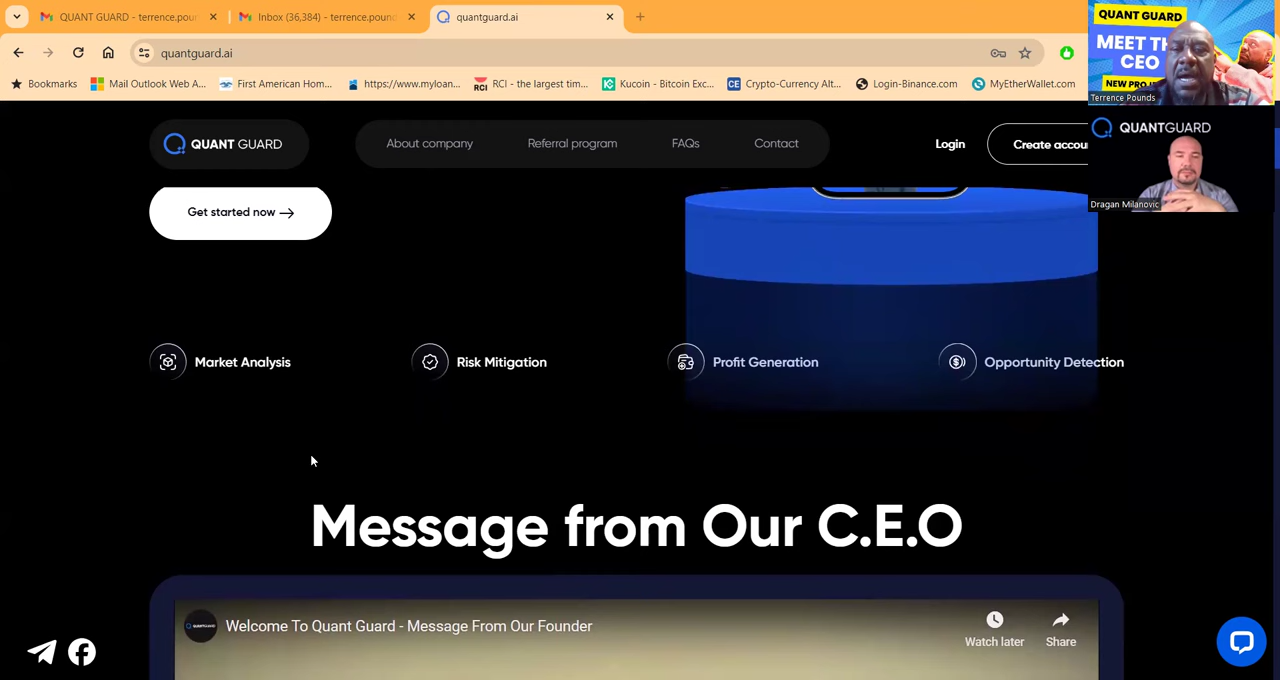 QUANT GUARD - terrence.poun
Inbox (36,384) - terrence.pound
quantguard.ai
quantguard.ai
Bookmarks
Mail Outlook Web A...
First American Hom...
https://www.myloan...
RCI
RCI - the largest tim...
Kucoin - Bitcoin Exc...
CE
Crypto-Currency Alt...
Login-Binance.com
MyEtherWallet.com
QUANT GUARD
MEET TH
CEO
NEW PROJ
Terrence Pounds
QUANTGUARD
Dragan Milanovic
QUANT GUARD
About company
Referral program
FAQs
Contact
Login
Create accou
Get started now
Market Analysis
Risk Mitigation
Profit Generation
Opportunity Detection
Message from Our C.E.O
Welcome To Quant Guard - Message From Our Founder
Watch later
Share